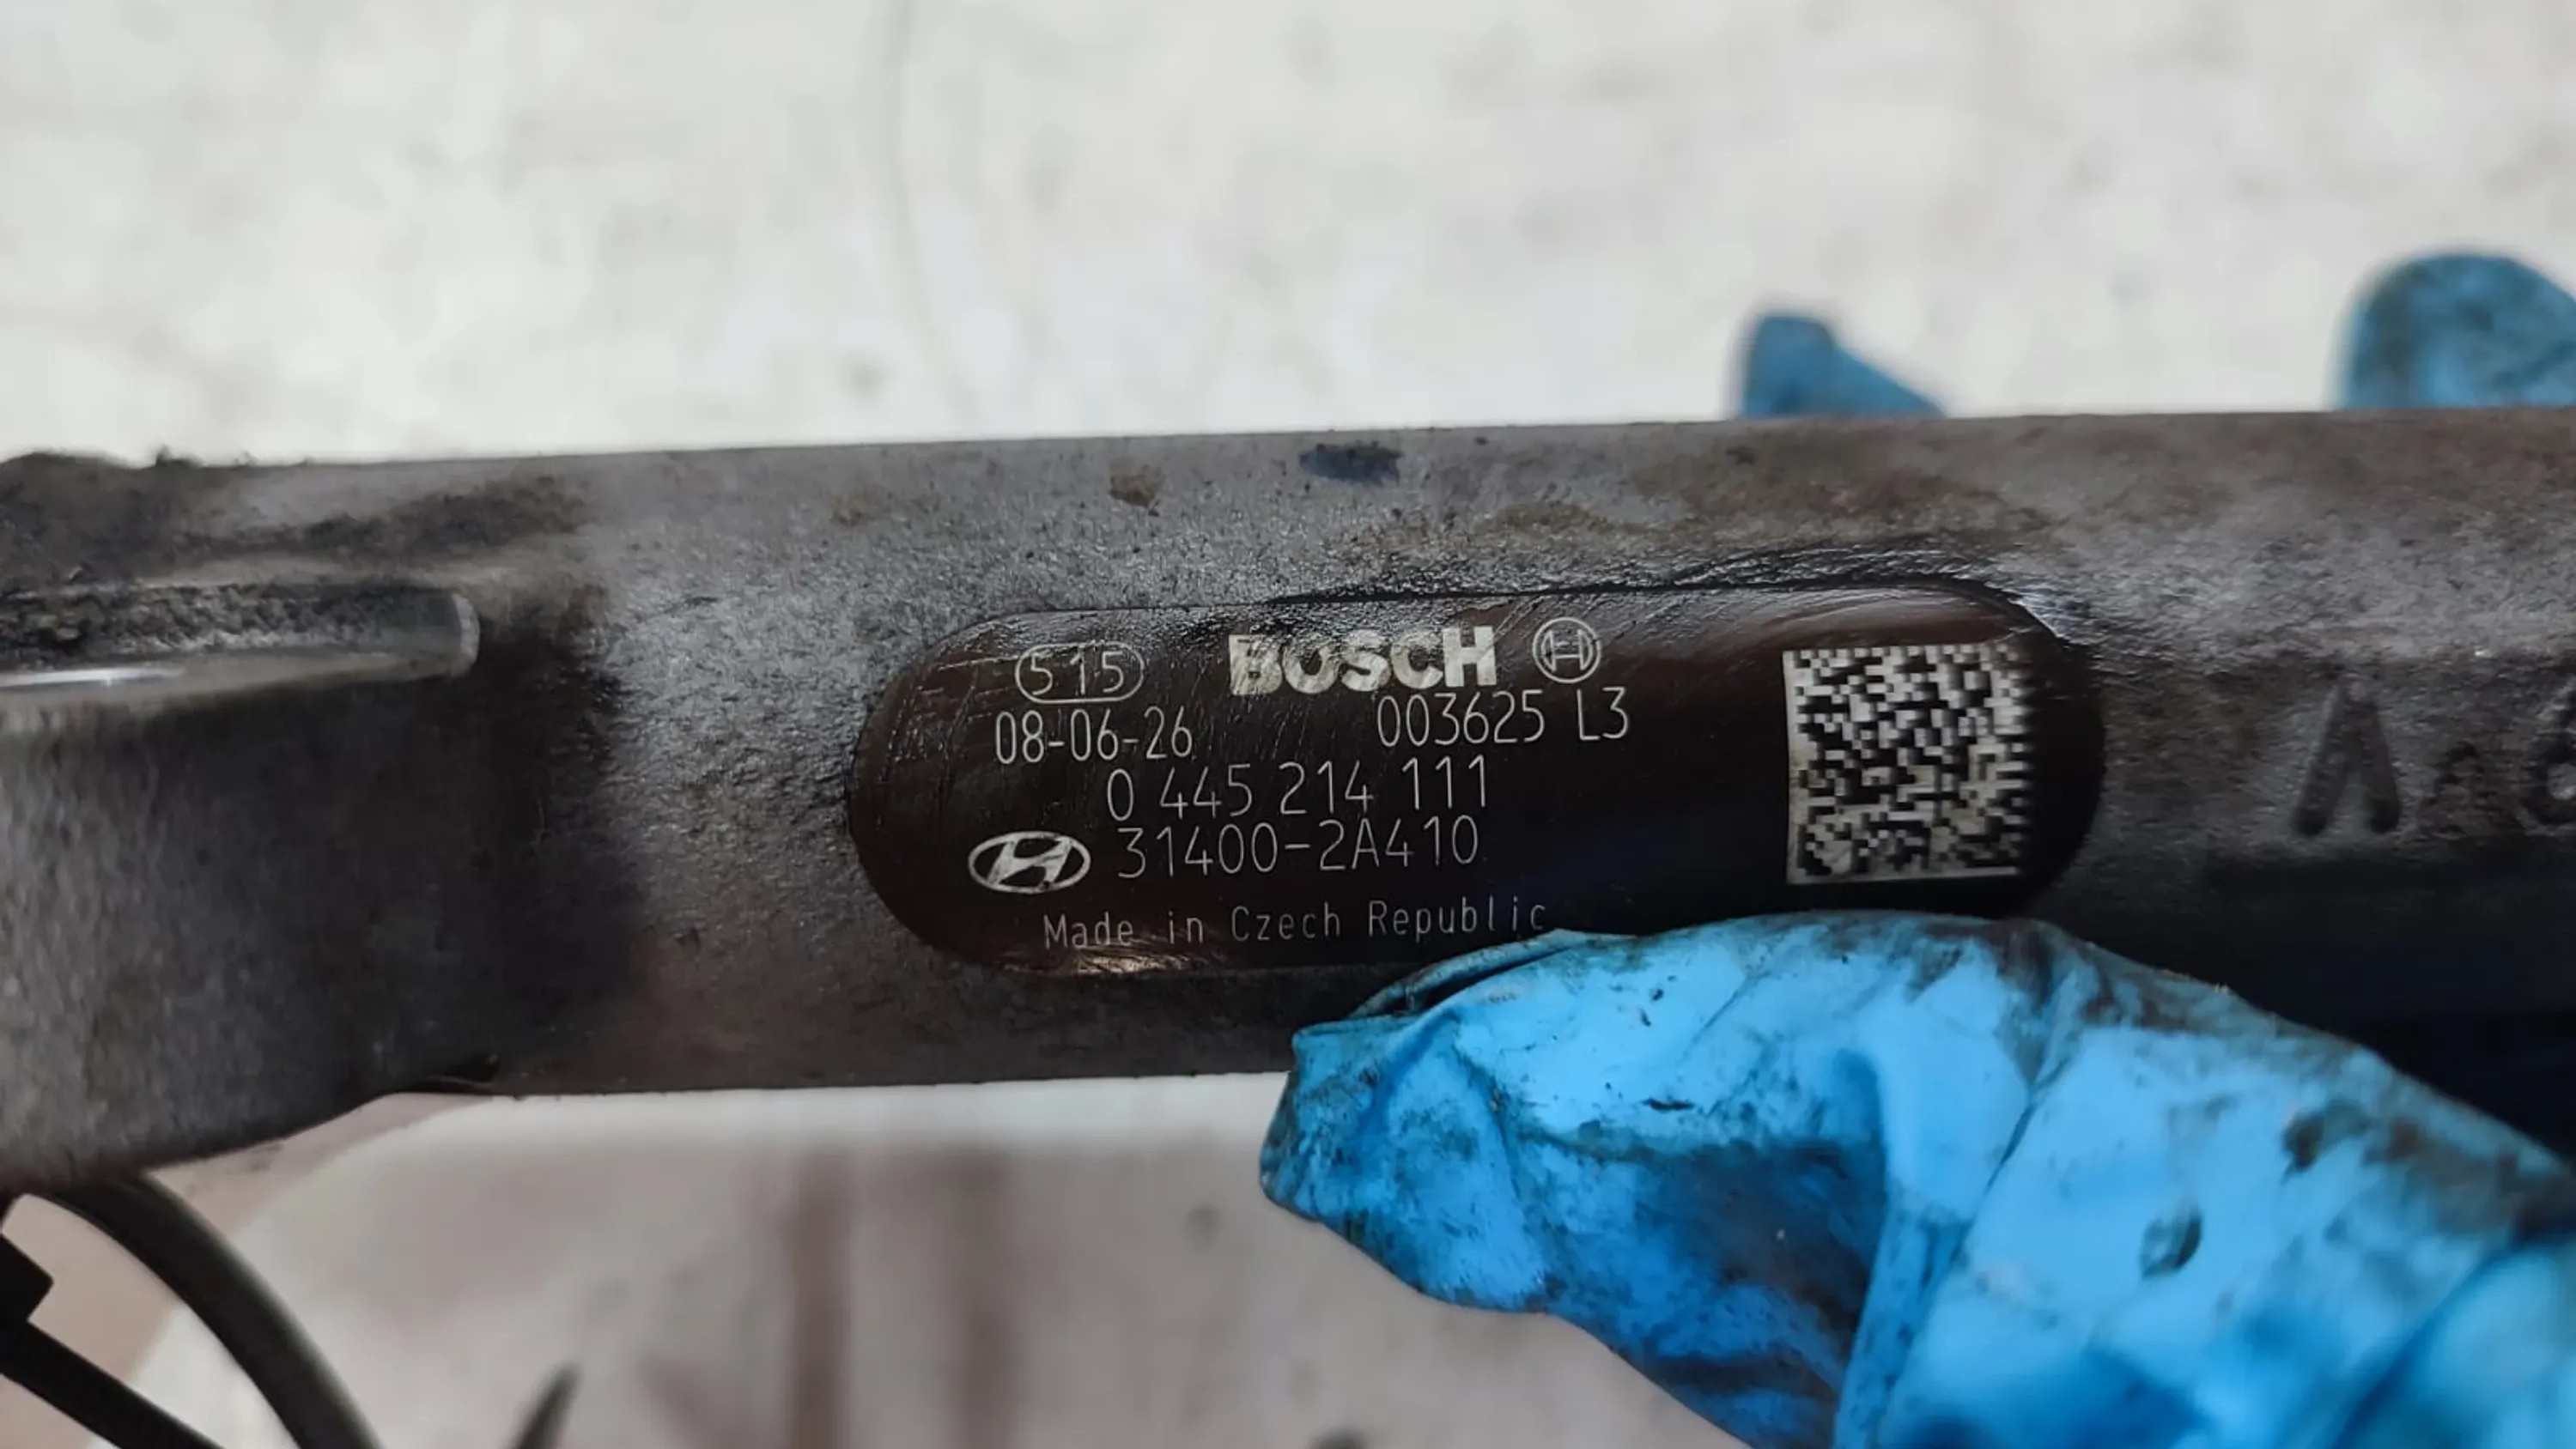 515 BOSCH
08-06-26 003625 L3
0 445 214 111
31400-2A410
Made in Czech Republic